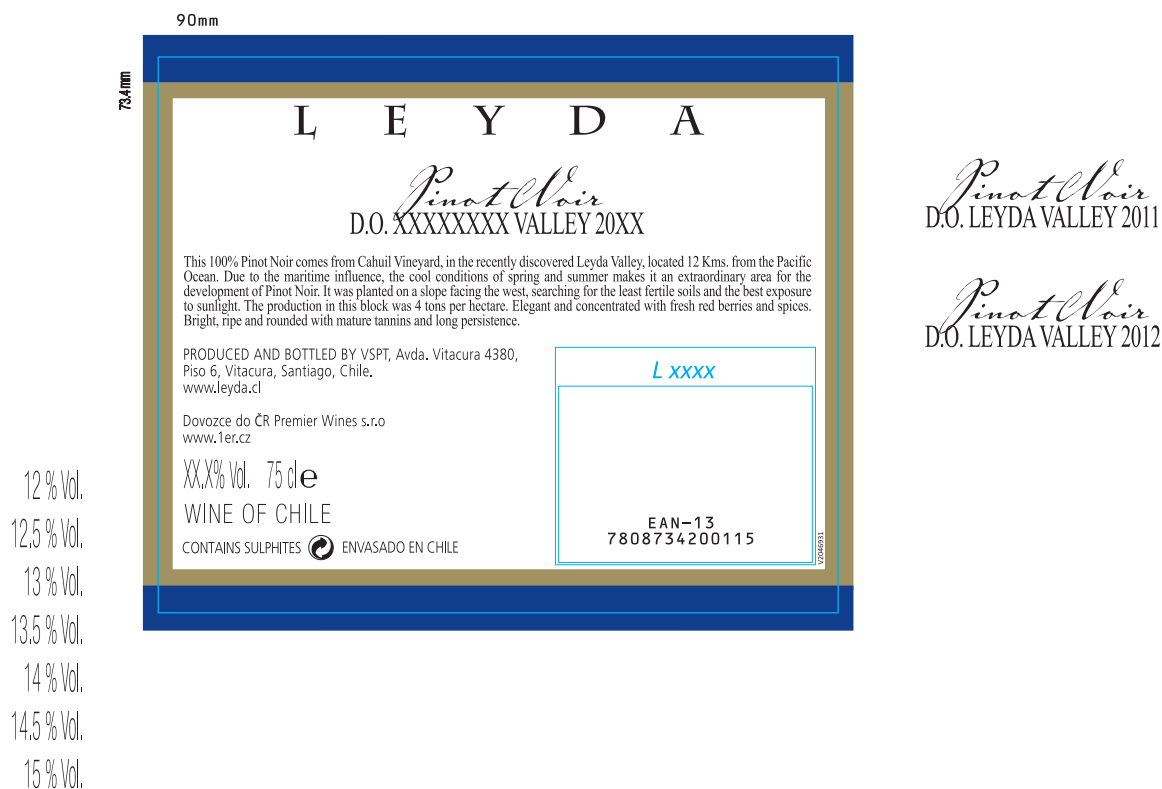 90mm
73.4mm
L E Y D A
Pinot Noir
D.O. XXXXXXXX VALLEY 20XX
This 100% Pinot Noir comes from Cahuil Vineyard, in the recently discovered Leyda Valley, located 12 Kms. from the Pacific
Ocean. Due to the maritime influence, the cool conditions of spring and summer makes it an extraordinary area for the
development of Pinot Noir. It was planted on a slope facing the west, searching for the least fertile soils and the best exposure
to sunlight. The production in this block was 4 tons per hectare. Elegant and concentrated with fresh red berries and spices.
Bright, ripe and rounded with mature tannins and long persistence.
PRODUCED AND BOTTLED BY VSPT, Avda. Vitacura 4380,
Piso 6, Vitacura, Santiago, Chile.
www.leyda.cl
Dovozce do ČR Premier Wines s.r.o
www.1er.cz
XX,X% Vol. 75 cl e
WINE OF CHILE
CONTAINS SULPHITES ENVASADO EN CHILE
L xxxx
EAN-13
7808734200115
V2046931
Pinot Noir
D.O. LEYDA VALLEY 2011
Pinot Noir
D.O. LEYDA VALLEY 2012
12 % Vol.
12,5 % Vol.
13 % Vol.
13,5 % Vol.
14 % Vol.
14,5 % Vol.
15 % Vol.